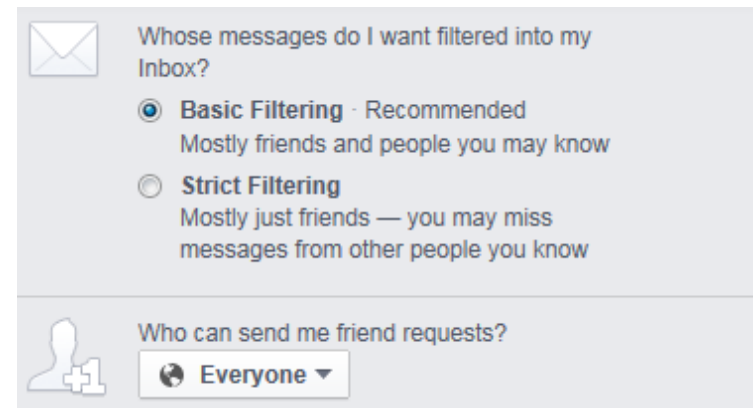 Whose messages do I want filtered into my
Inbox?
Basic Filtering · Recommended
Mostly friends and people you may know
Strict Filtering
Mostly just friends — you may miss
messages from other people you know
+1
Who can send me friend requests?
Everyone